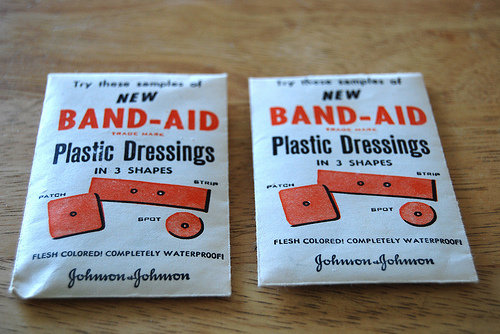 Try these samples of
NEW
BAND-AID
TRADE MARK
Plastic Dressings
IN 3 SHAPES
PATCH
STRIP
SPOT
FLESH COLORED! COMPLETELY WATERPROOF!
Johnson & Johnson
Try these samples of
NEW
BAND-AID
TRADE MARK
Plastic Dressings
IN 3 SHAPES
PATCH
STRIP
SPOT
FLESH COLORED! COMPLETELY WATERPROOF!
Johnson & Johnson